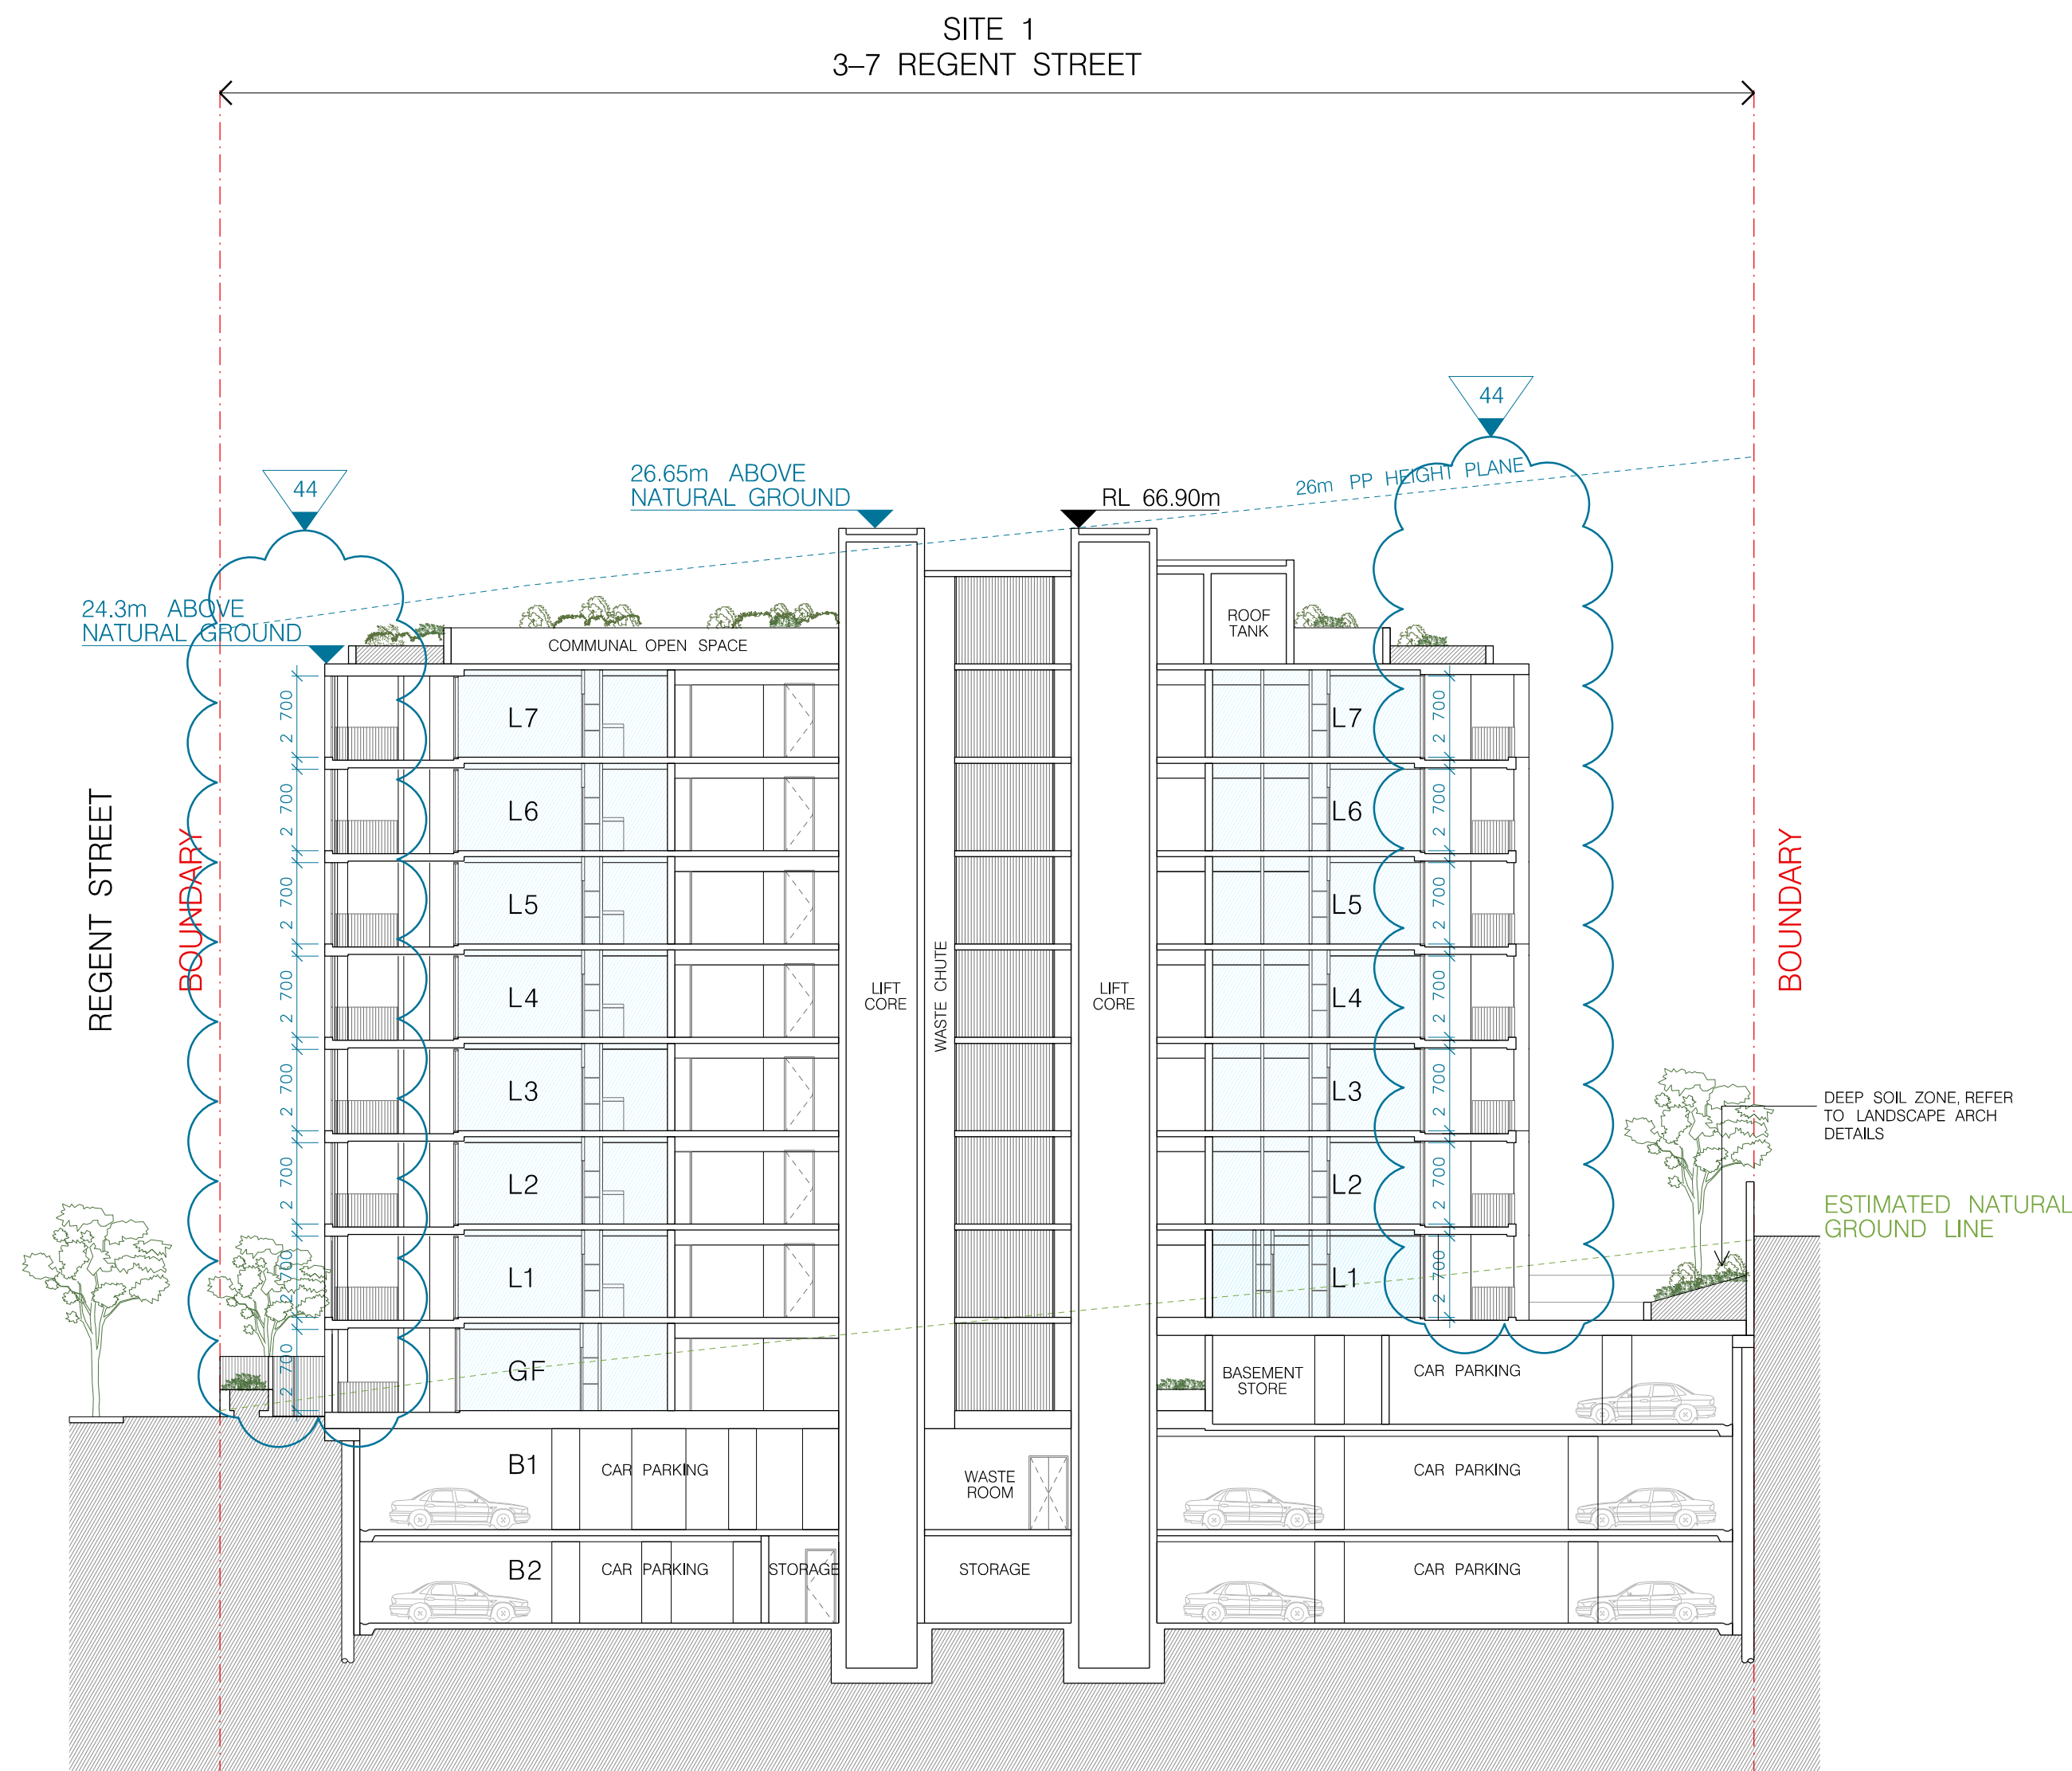 SITE 1
3–7 REGENT STREET
44
44
26.65m ABOVE
NATURAL GROUND
RL 66.90m
26m PP HEIGHT PLANE
24.3m ABOVE
NATURAL GROUND
COMMUNAL OPEN SPACE
ROOF
TANK
2 700
L7
L7
2 700
2 700
L6
L6
2 700
REGENT STREET
BOUNDARY
BOUNDARY
2 700
L5
L5
2 700
2 700
L4
LIFT
CORE
WASTE CHUTE
LIFT
CORE
L4
2 700
2 700
L3
L3
2 700
DEEP SOIL ZONE, REFER
TO LANDSCAPE ARCH
DETAILS
2 700
L2
L2
2 700
ESTIMATED NATURAL
GROUND LINE
2 700
L1
L1
2 700
2 700
GF
BASEMENT
STORE
CAR PARKING
B1
CAR PARKING
WASTE
ROOM
CAR PARKING
B2
CAR PARKING
STORAGE
STORAGE
CAR PARKING